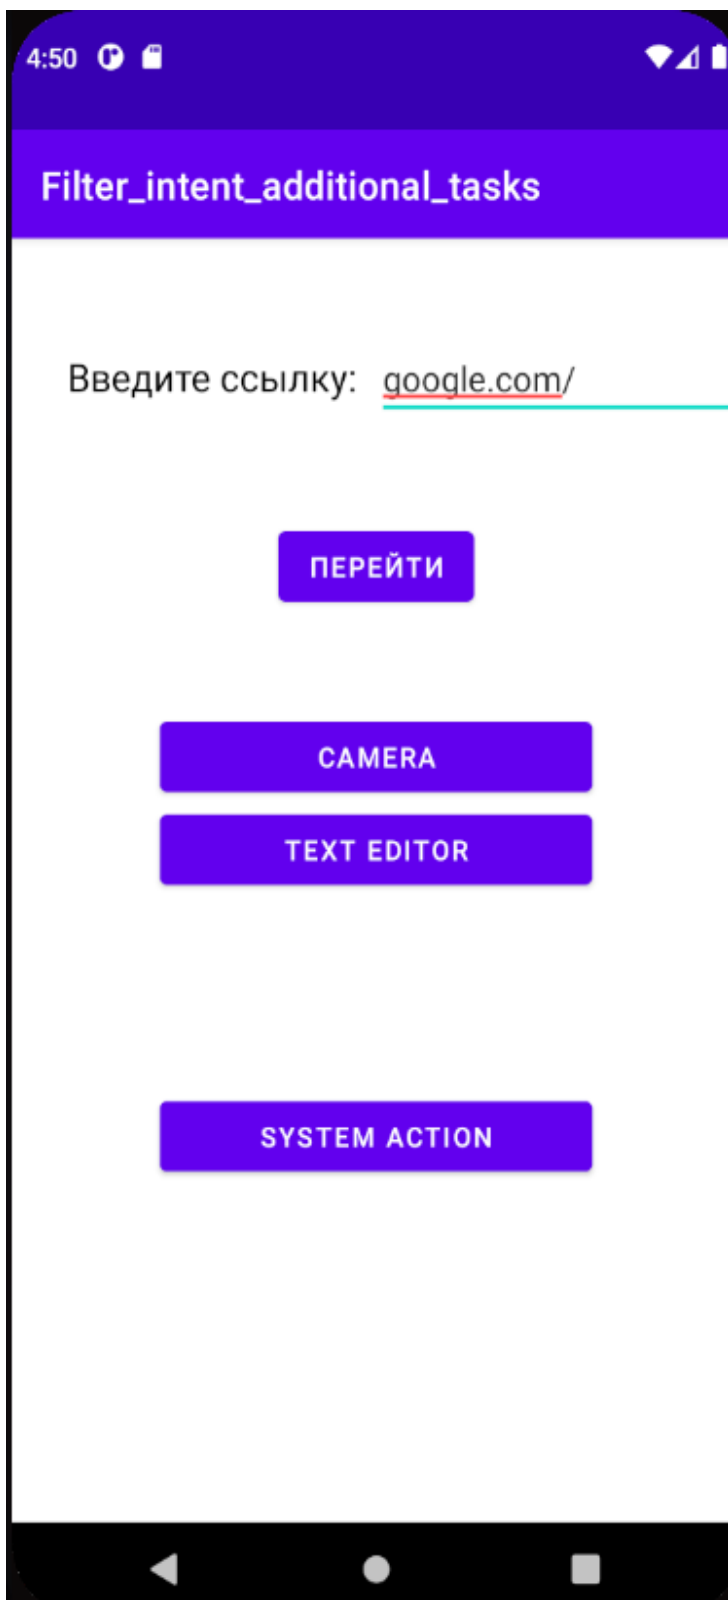 4:50
Filter_intent_additional_tasks
Введите ссылку: google.com/
ПЕРЕЙТИ
CAMERA
TEXT EDITOR
SYSTEM ACTION